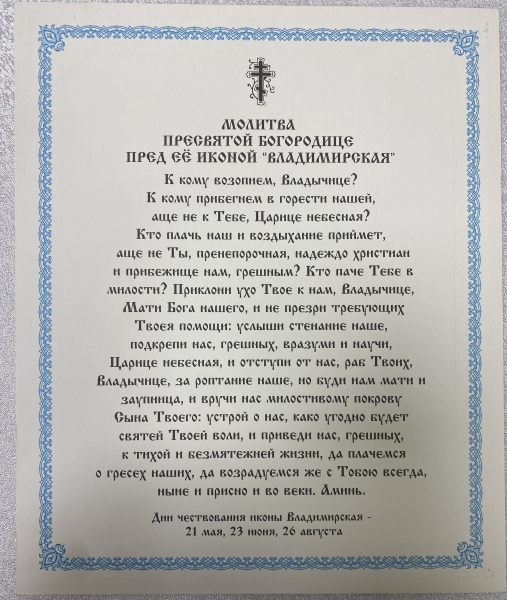 МОЛИТВА
ПРЕСВЯТОЙ БОГОРОДИЦЕ
ПРЕД ЕЁ ИКОНОЙ "ВЛАДИМИРСКАЯ"
К кому возопием, Владычице?
К кому прибегнем в горести нашей,
аще не к Тебе, Царице небесная?
Кто плачь наш и воздыхание приймет,
аще не Ты, пренепорочная, надеждо христиан
и прибежище нам, грешным? Кто паче Тебе в
милости? Приклони ухо Твое к нам, Владычице,
Мати Бога нашего, и не презри требующих
Твоея помощи: услыши стенание наше,
подкрепи нас, грешных, вразуми и научи,
Царице небесная, и отступи от нас, раб Твоих,
Владычице, за роптание наше, но буди нам мати и
заупница, и вручи нас милостивому покрову
Сына Твоего: устрой о нас, како угодно будет
святей Твоей воли, и приведи нас, грешных,
к тихой и безмятежней жизни, да плачемся
о гресех наших, да возрадуемся же с Тобою всегда,
ныне и присно и во веки. Аминь.
Дни чествования иконы Владимирская -
21 мая, 23 июня, 26 августа